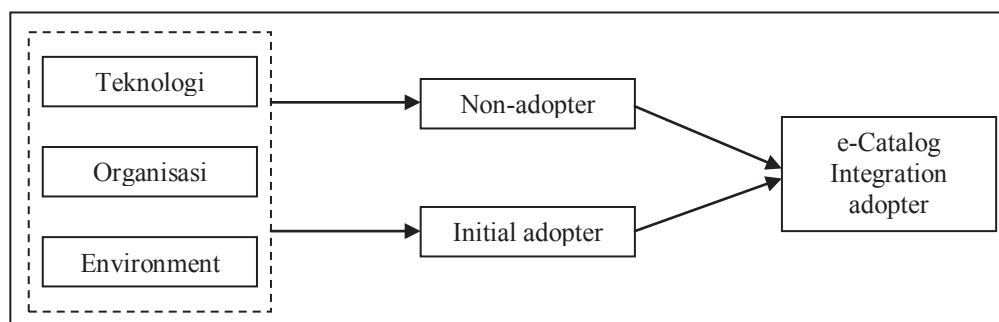 Teknologi
Organisasi
Environment
Non-adopter
Initial adopter
e-Catalog
Integration
adopter